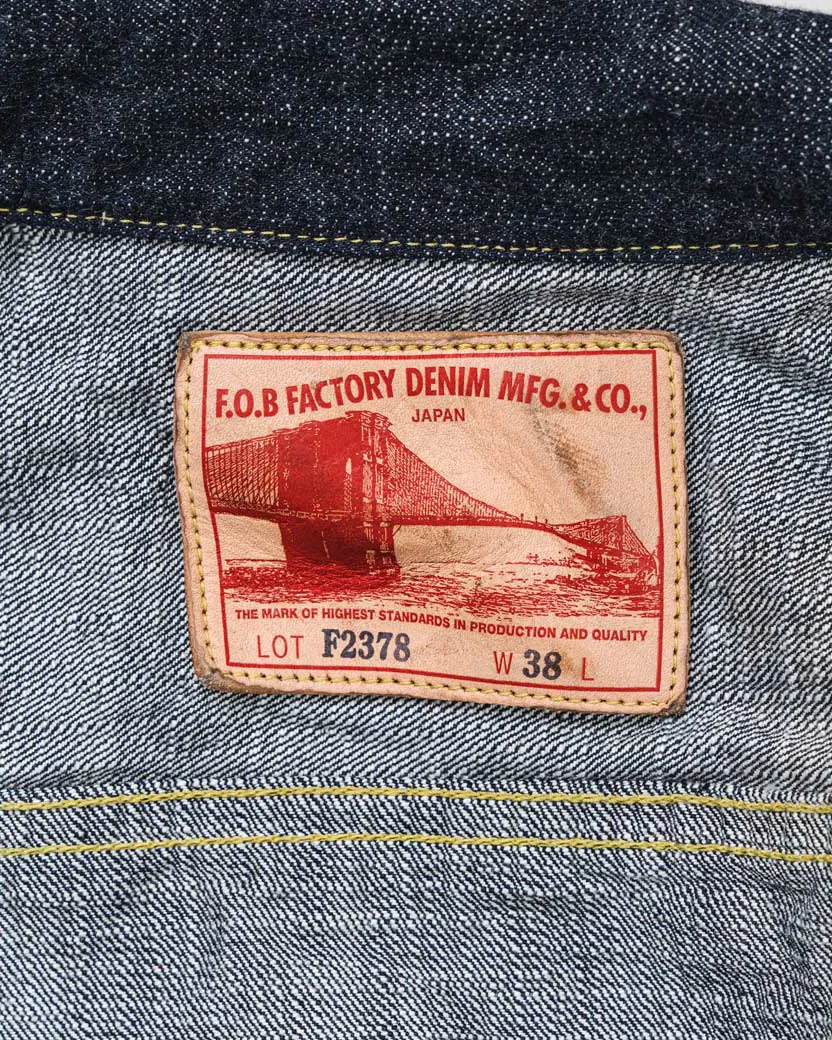 F.O.B FACTORY DENIM MFG. & CO.,
JAPAN
THE MARK OF HIGHEST STANDARDS IN PRODUCTION AND QUALITY
LOT F2378 W 38 L